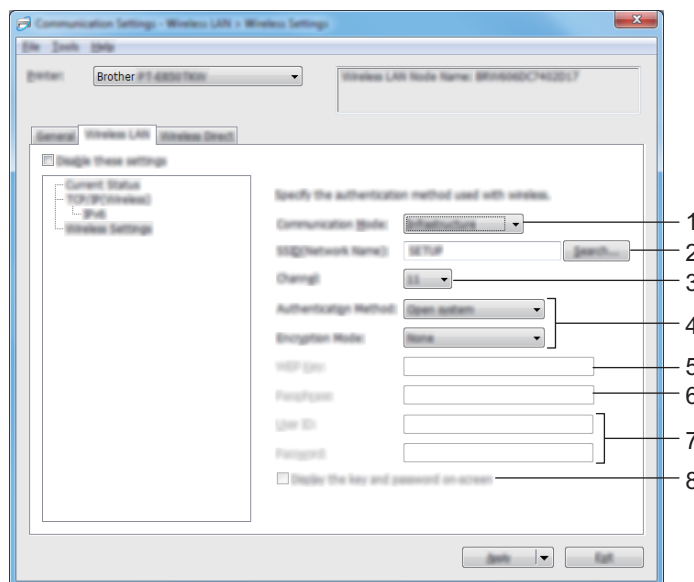 Communication Settings - Wireless LAN > Wireless Settings
File Tools Help
Printer:
Brother PT-E850TKW
Wireless LAN Node Name: BRW606DC7402D17
General Wireless LAN Wireless Direct
Disable these settings
Current Status
TCP/IP(Wireless)
IPv6
Wireless Settings
Specify the authentication method used with wireless.
Communication Mode:
Infrastructure
1
SSID(Network Name):
SETUP
Search...
2
Channel:
11
3
Authentication Method:
Open system
4
Encryption Mode:
None
WEP Key:
5
Passphrase:
6
User ID:
7
Password:
Display the key and password on-screen
8
Apply
Exit